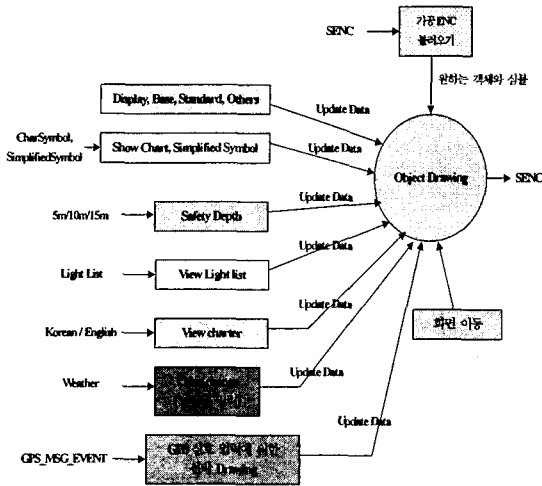 SENC
가공ENC
불러오기
원하는 객체와 심볼
Display, Base, Standard, Others
Update Data
CharSymbol,
SimplifiedSymbol
Show Chart, Simplified Symbol
Update Data
Object Drawing
SENC
5m/10m/15m
Safety Depth
Update Data
Light List
View Light list
Update Data
Korean / English
View charter
Update Data
화면 이동
Weather
Update Data
Update Data
GPS_MSG_EVENT
Drawing